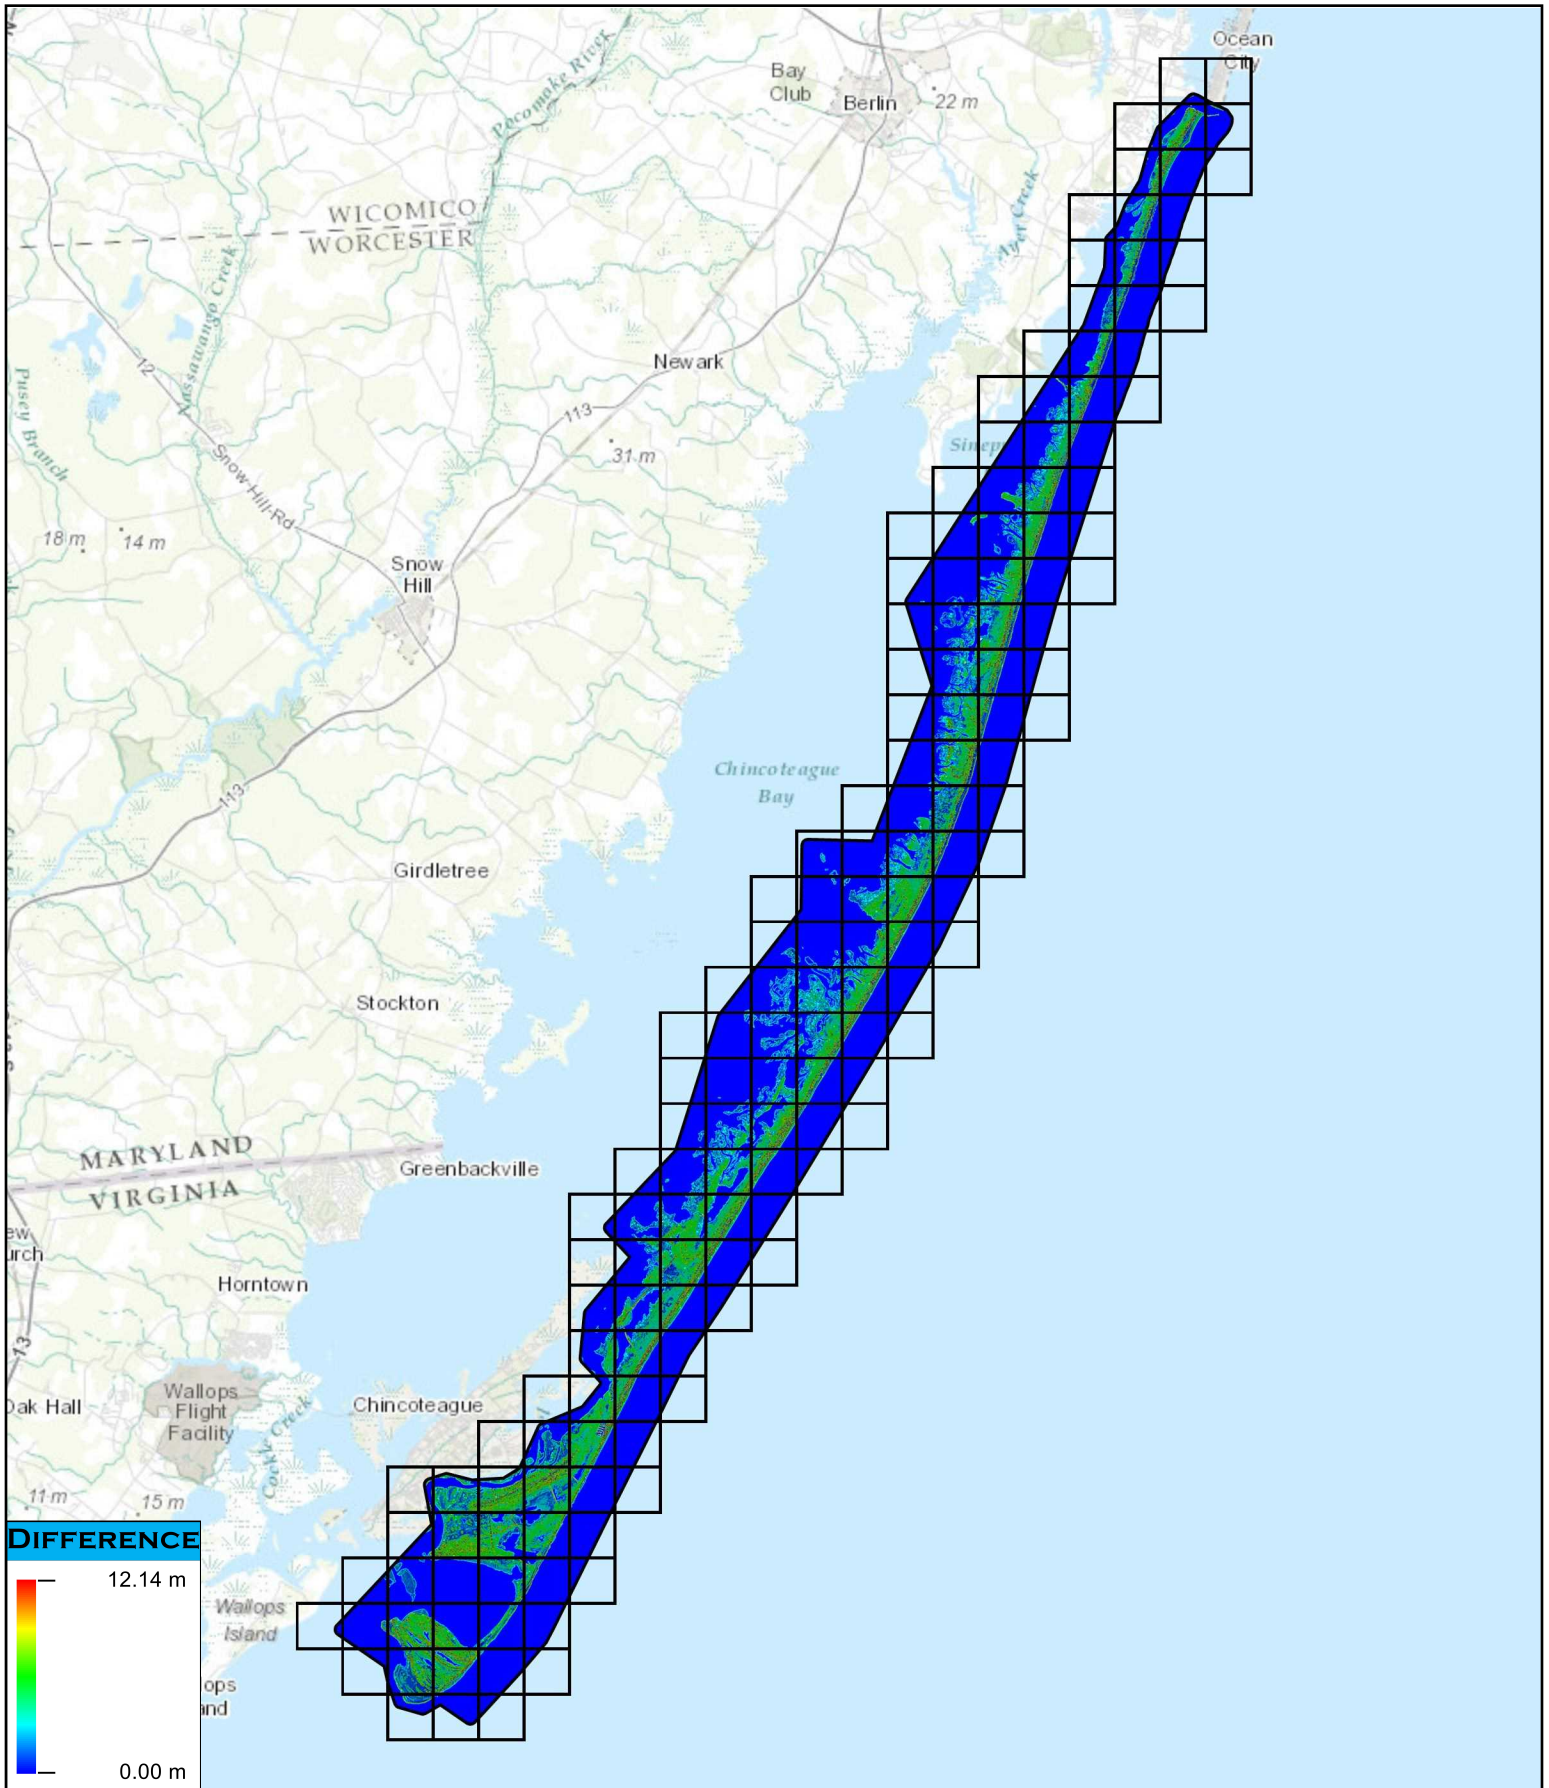 Ocean
City
Bay
Club
Berlin
22 m
Pocomoke River
Ayer Creek
WICOMICO
WORCESTER
Nassawango Creek
12
Pusey Branch
Newark
113
31 m
Snow-Hill-Rd
18 m
14 m
Snow
Hill
Chincoteague
Bay
113
Girdletree
Stockton
MARYLAND
VIRGINIA
Greenbackville
Horntown
13
Oak Hall
Wallops
Flight
Facility
Chincoteague
Cockle Creek
11 m
15 m
Wallops
Island
DIFFERENCE
12.14 m
0.00 m